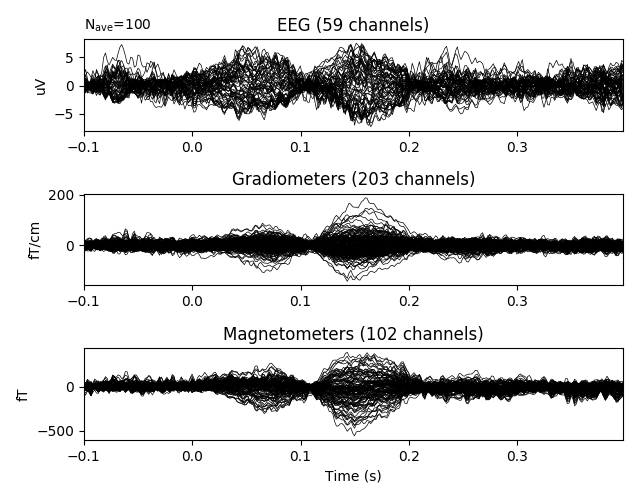 N_ave=100
EEG (59 channels)
5
0
−5
uV
−0.1 0.0 0.1 0.2 0.3
Gradiometers (203 channels)
200
0
fT/cm
−0.1 0.0 0.1 0.2 0.3
Magnetometers (102 channels)
0
−500
fT
−0.1 0.0 0.1 0.2 0.3
Time (s)